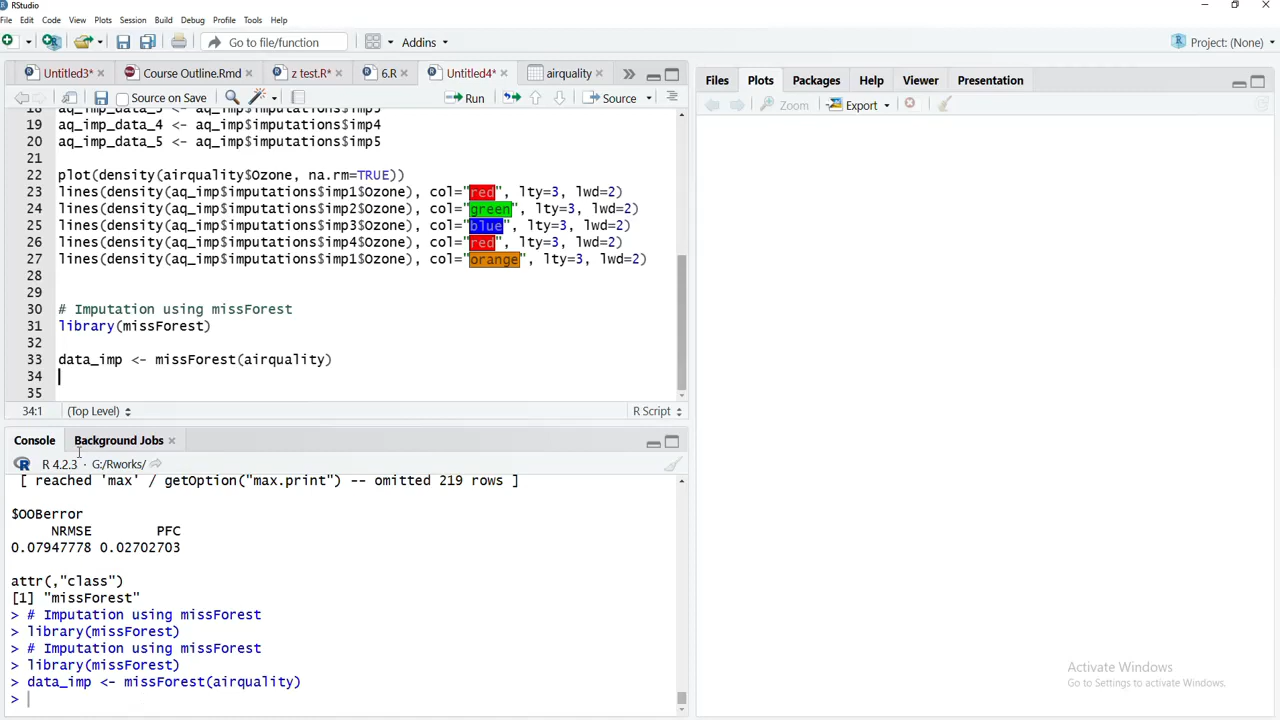 RStudio
File Edit Code View Plots Session Build Debug Profile Tools Help
Go to file/function Addins Project: (None)
Untitled3* Course Outline.Rmd z test.R* 6.R Untitled4* airquality
Source on Save Run Source
18 aq_imp_data_3 <- aq_imp$imputations$imp3
19 aq_imp_data_4 <- aq_imp$imputations$imp4
20 aq_imp_data_5 <- aq_imp$imputations$imp5
21
22 plot(density(airquality$Ozone, na.rm=TRUE))
23 lines(density(aq_imp$imputations$imp1$Ozone), col="red", lty=3, lwd=2)
24 lines(density(aq_imp$imputations$imp2$Ozone), col="green", lty=3, lwd=2)
25 lines(density(aq_imp$imputations$imp3$Ozone), col="blue", lty=3, lwd=2)
26 lines(density(aq_imp$imputations$imp4$Ozone), col="red", lty=3, lwd=2)
27 lines(density(aq_imp$imputations$imp1$Ozone), col="orange", lty=3, lwd=2)
28
29
30 # Imputation using missForest
31 library(missForest)
32
33 data_imp <- missForest(airquality)
34
35
34:1 (Top Level) R Script
Console Background Jobs
R 4.2.3 · G:/Rworks/
[ reached 'max' / getOption("max.print") -- omitted 219 rows ]
$OOBerror
NRMSE PFC
0.07947778 0.02702703
attr(,"class")
[1] "missForest"
> # Imputation using missForest
> library(missForest)
> # Imputation using missForest
> library(missForest)
> data_imp <- missForest(airquality)
>
Files Plots Packages Help Viewer Presentation
Zoom Export
Activate Windows
Go to Settings to activate Windows.